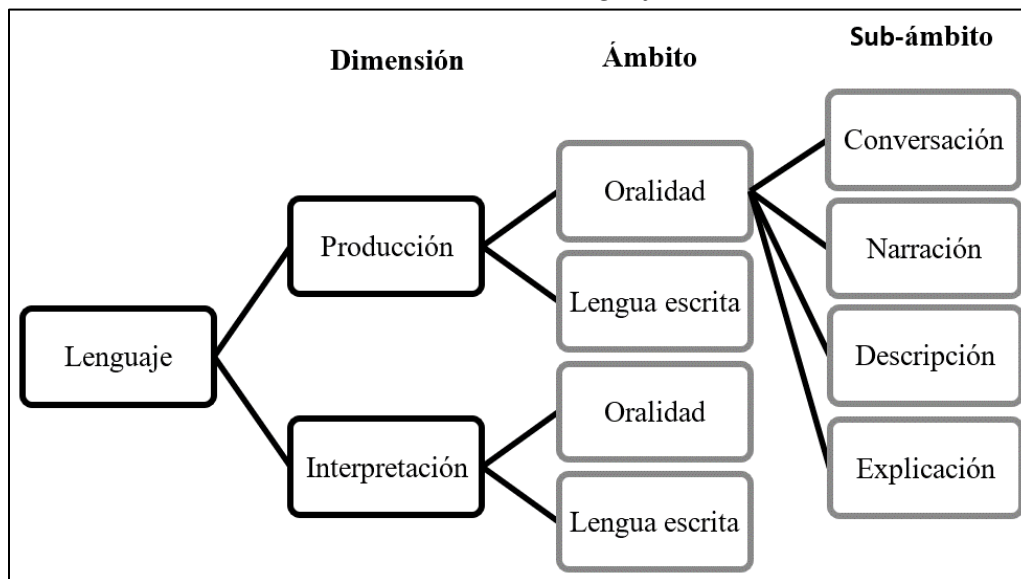 Dimensión
Ámbito
Sub-ámbito
Lenguaje
Producción
Interpretación
Oralidad
Lengua escrita
Oralidad
Lengua escrita
Conversación
Narración
Descripción
Explicación